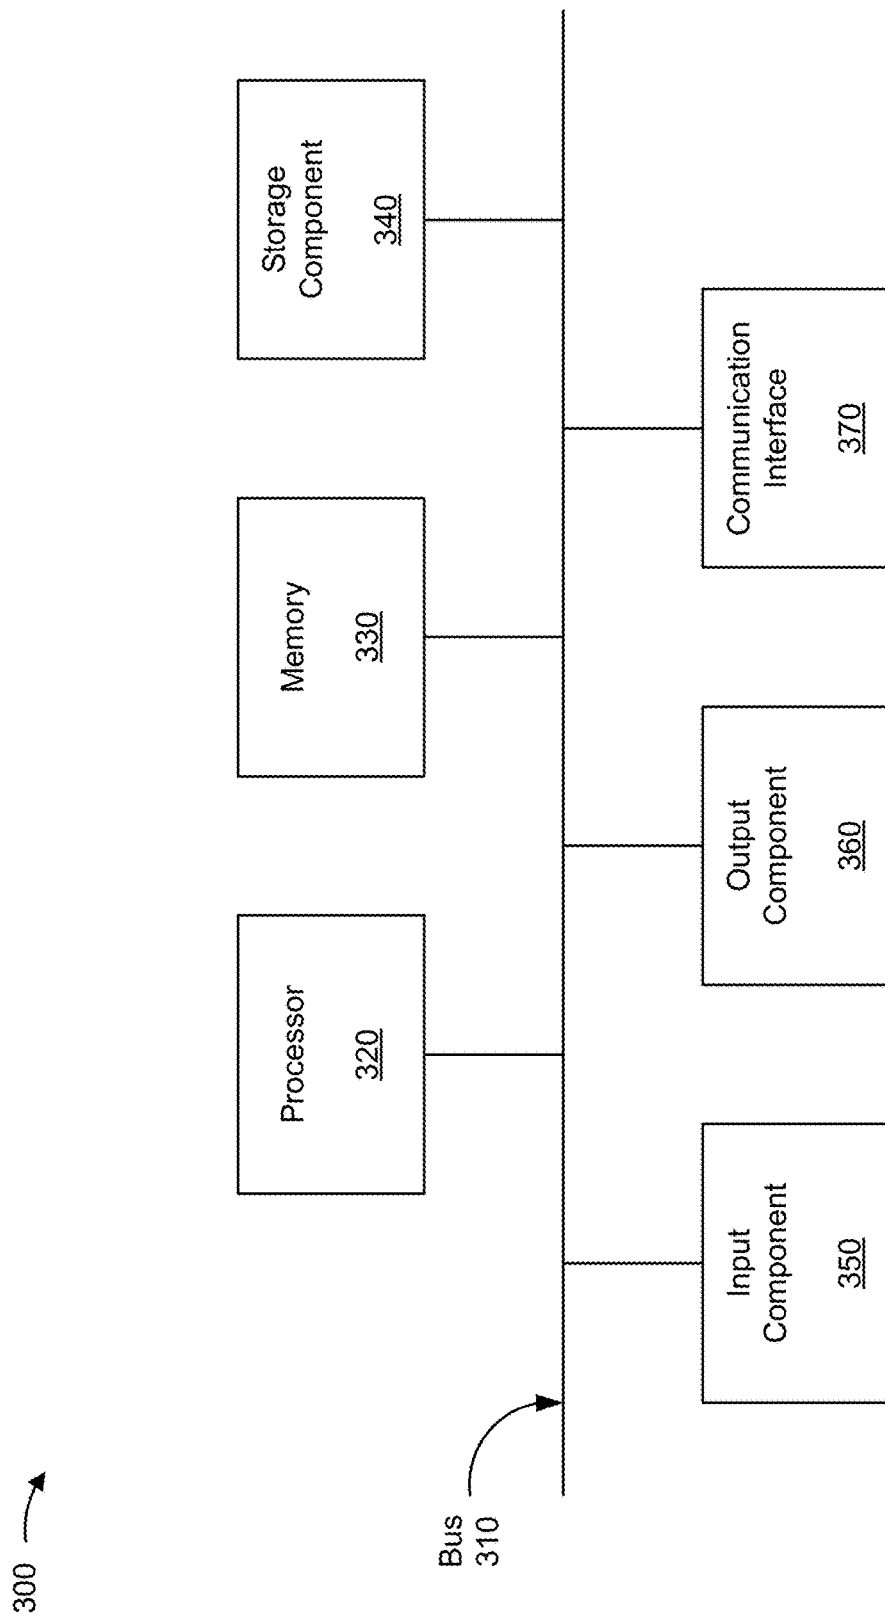 300
Bus
310
Processor
320
Memory
330
Storage
Component
340
Input
Component
350
Output
Component
360
Communication
Interface
370